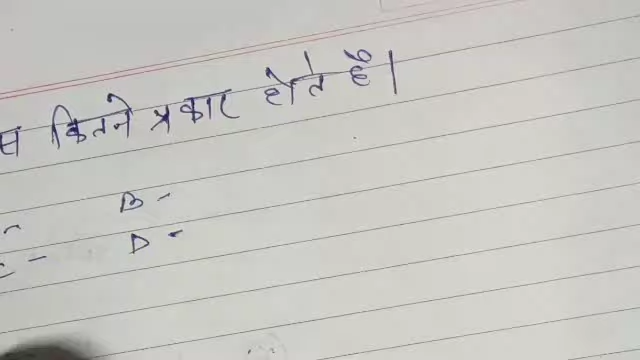 स कितने प्रकार होते है।
B-
C- D-